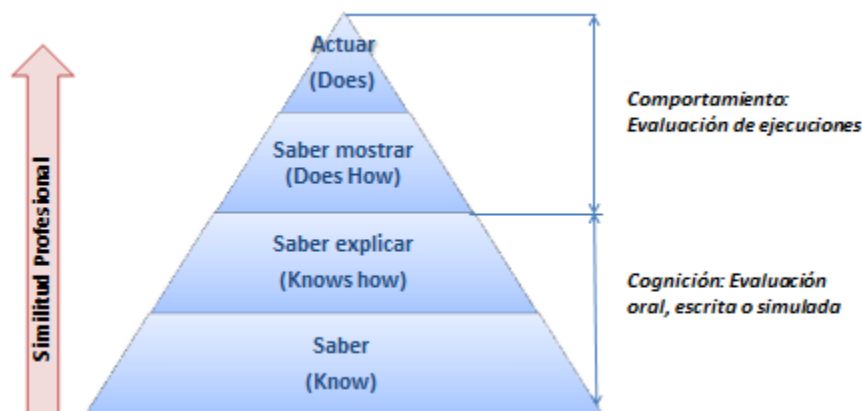 Actuar
(Does)
Saber mostrar
(Does How)
Saber explicar
(Knows how)
Saber
(Know)
Similitud Profesional
Comportamiento:
Evaluación de ejecuciones
Cognición: Evaluación
oral, escrita o simulada